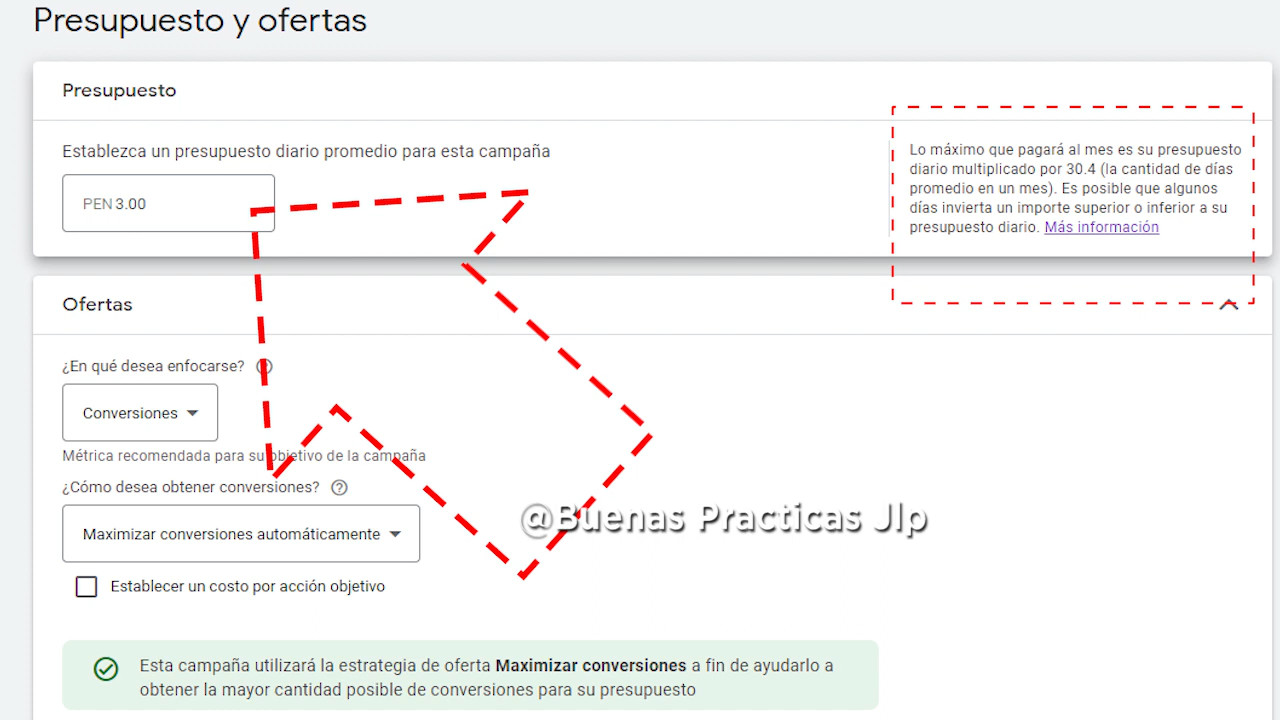 Presupuesto y ofertas
Presupuesto
Establezca un presupuesto diario promedio para esta campaña
PEN 3.00
Lo máximo que pagará al mes es su presupuesto
diario multiplicado por 30.4 (la cantidad de días
promedio en un mes). Es posible que algunos
días invierta un importe superior o inferior a su
presupuesto diario. Más información
Ofertas
¿En qué desea enfocarse?
Conversiones
Métrica recomendada para su objetivo de la campaña
¿Cómo desea obtener conversiones? ?
@Buenas Practicas Jlp
Maximizar conversiones automáticamente
Establecer un costo por acción objetivo
Esta campaña utilizará la estrategia de oferta Maximizar conversiones a fin de ayudarlo a
obtener la mayor cantidad posible de conversiones para su presupuesto